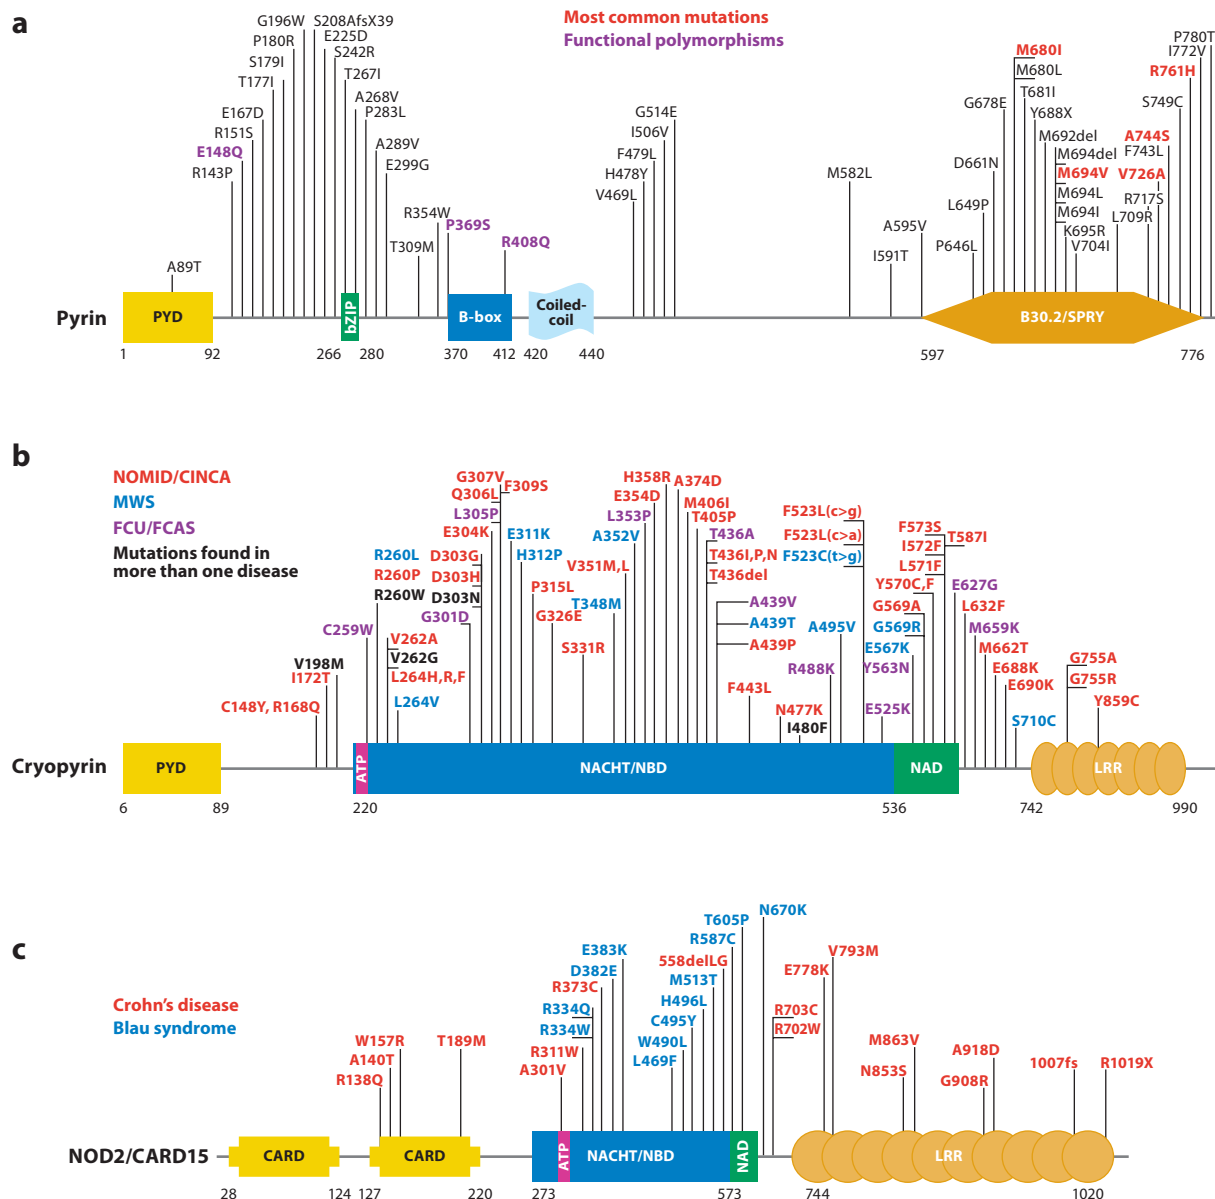 a
Most common mutations
Functional polymorphisms
G196W
S208AfsX39
P180R
E225D
S179I
S242R
T177I
T267I
E167D
A268V
R151S
P283L
E148Q
A289V
R143P
E299G
A89T
T309M
R354W
P369S
R408Q
G514E
I506V
F479L
H478Y
V469L
M582L
I591T
A595V
P646L
L649P
D661N
G678E
M680I
M680L
T681I
Y688X
M692del
M694del
M694V
M694L
M694I
K695R
V704I
L709R
R717S
V726A
F743L
A744S
S749C
R761H
I772V
P780T
Pyrin
PYD
bZIP
B-box
Coiled-
coil
B30.2/SPRY
1
92
266
280
370
412
420
440
597
776
b
NOMID/CINCA
MWS
FCU/FCAS
Mutations found in
more than one disease
C148Y, R168Q
I172T
V198M
C259W
R260L
R260P
R260W
V262A
V262G
L264H,R,F
L264V
G301D
D303G
D303H
D303N
E304K
L305P
Q306L
G307V
F309S
E311K
H312P
P315L
G326E
S331R
T348M
V351M,L
A352V
L353P
E354D
H358R
A374D
M406I
T405P
T436A
T436I,P,N
T436del
A439V
A439T
A439P
F443L
N477K
I480F
R488K
A495V
F523L(c>g)
F523L(c>a)
F523C(t>g)
E525K
Y563N
E567K
G569R
G569A
Y570C,F
L571F
I572F
F573S
T587I
E627G
L632F
M659K
M662T
E688K
E690K
S710C
G755A
G755R
Y859C
Cryopyrin
PYD
ATP
NACHT/NBD
NAD
LRR
6
89
220
536
742
990
c
Crohn's disease
Blau syndrome
R138Q
A140T
W157R
T189M
A301V
R311W
R334W
R334Q
R373C
D382E
E383K
L469F
W490L
C495Y
H496L
M513T
558delLG
R587C
T605P
N670K
R703C
R702W
E778K
V793M
N853S
M863V
G908R
A918D
1007fs
R1019X
NOD2/CARD15
CARD
CARD
ATP
NACHT/NBD
NAD
LRR
28
124
127
220
273
573
744
1020